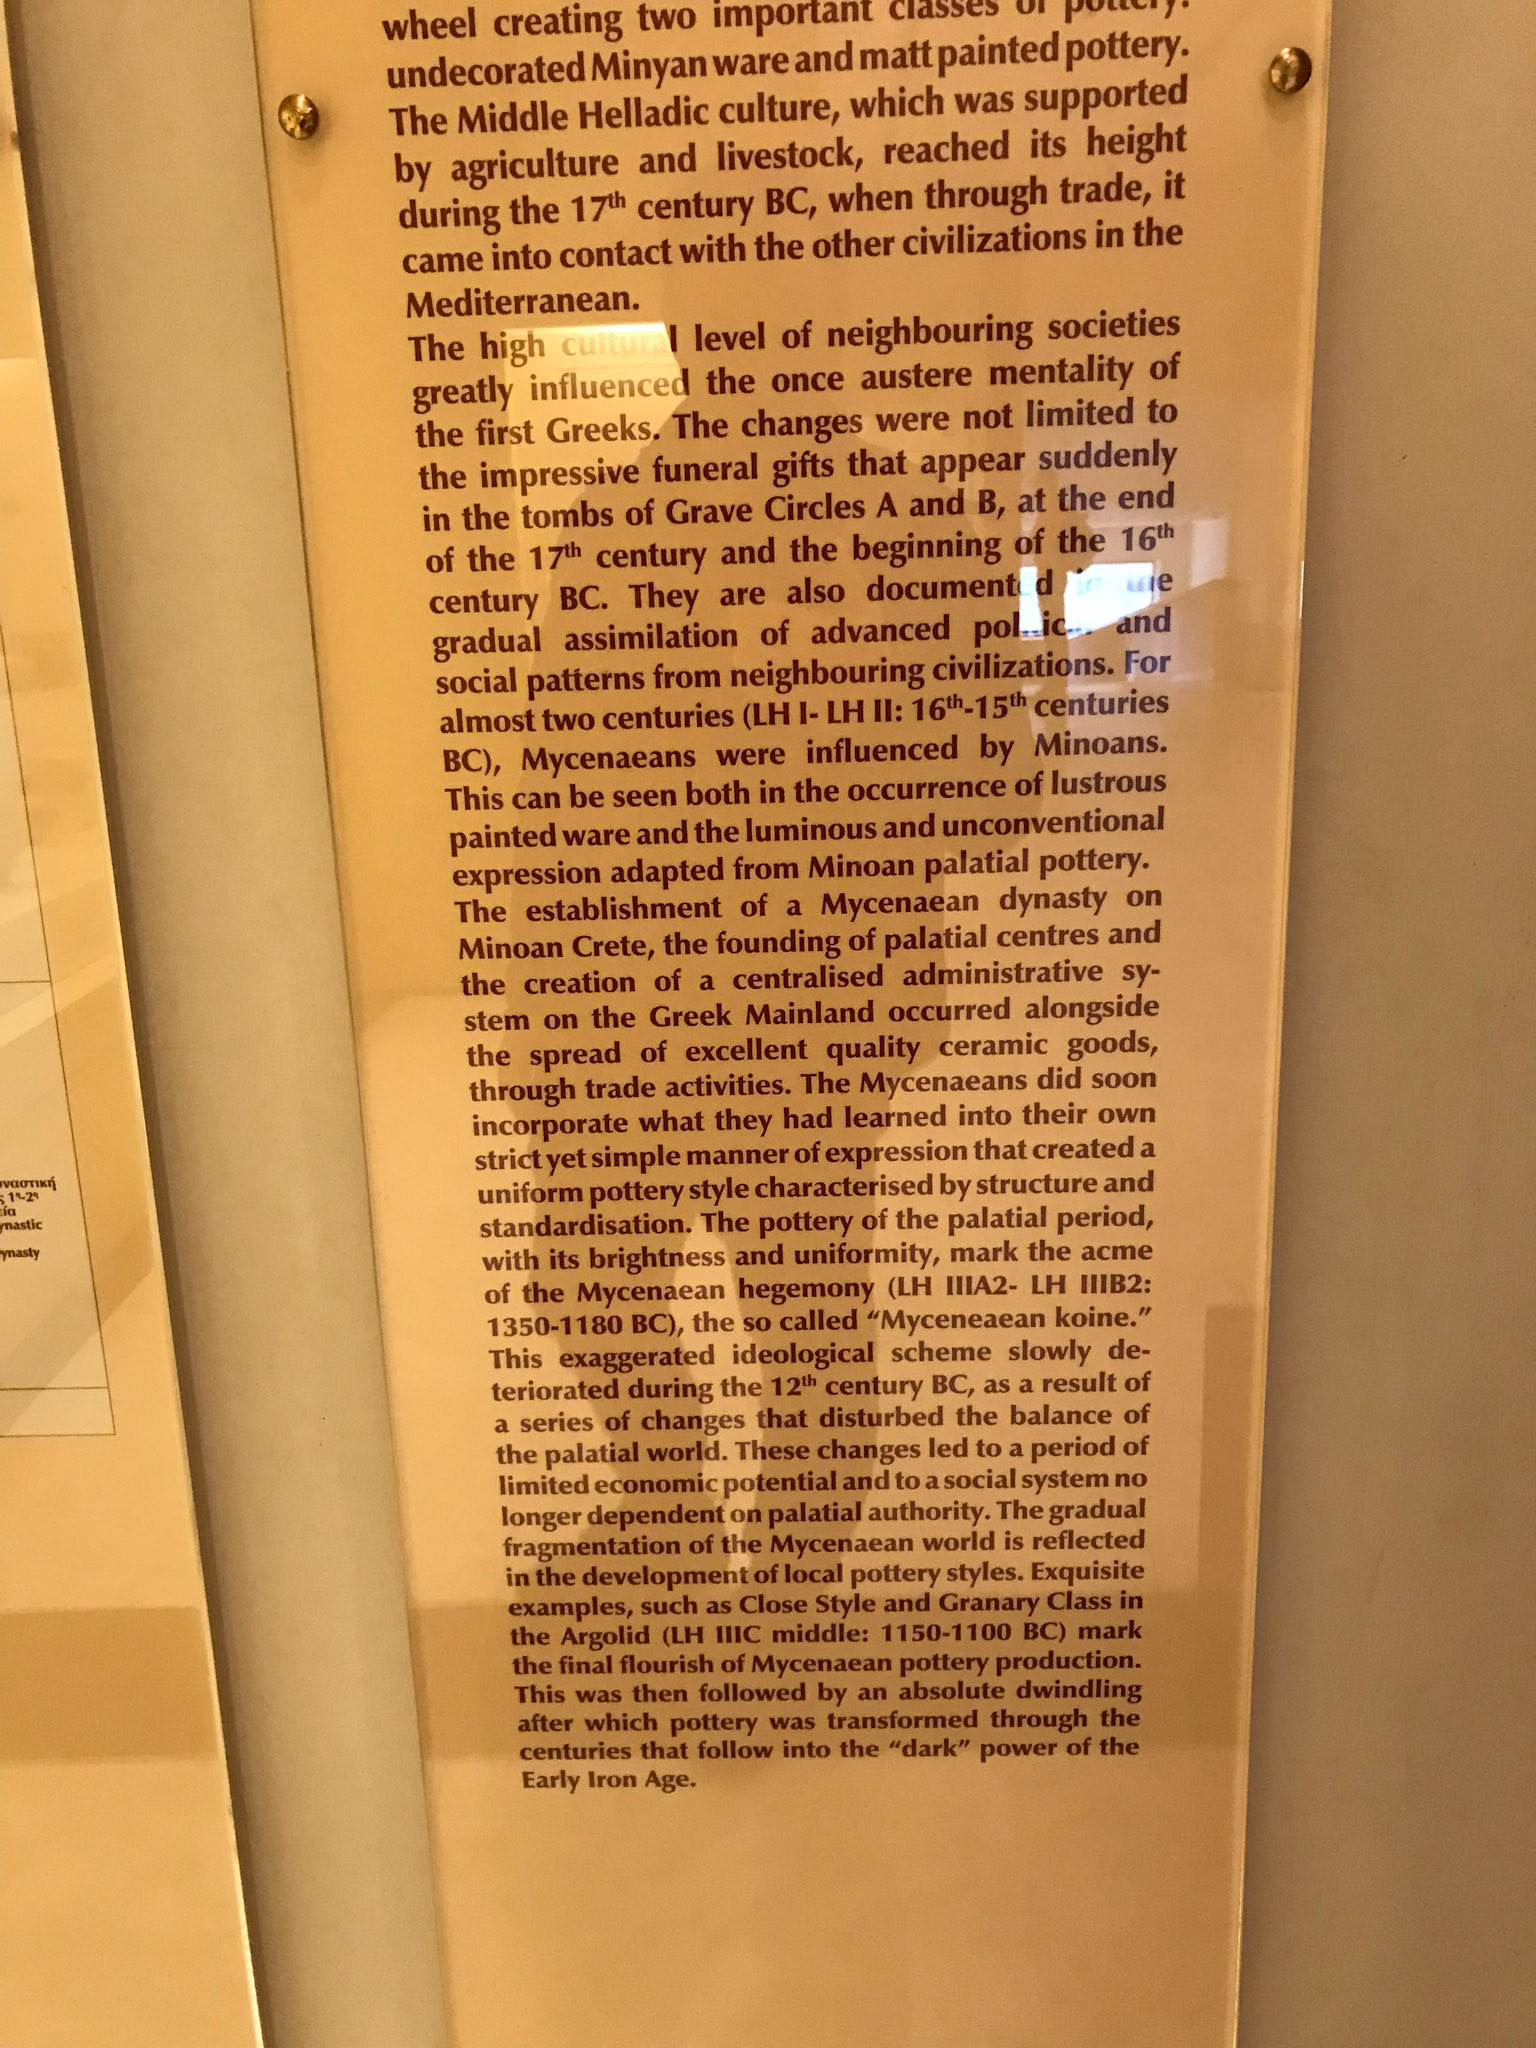 wheel creating two important classes of pottery:
undecorated Minyan ware and matt painted pottery.
The Middle Helladic culture, which was supported
by agriculture and livestock, reached its height
during the 17th century BC, when through trade, it
came into contact with the other civilizations in the
Mediterranean.
The high cultural level of neighbouring societies
greatly influenced the once austere mentality of
the first Greeks. The changes were not limited to
the impressive funeral gifts that appear suddenly
in the tombs of Grave Circles A and B, at the end
of the 17th century and the beginning of the 16th
century BC. They are also documented in the
gradual assimilation of advanced political and
social patterns from neighbouring civilizations. For
almost two centuries (LH I- LH II: 16th-15th centuries
BC), Mycenaeans were influenced by Minoans.
This can be seen both in the occurrence of lustrous
painted ware and the luminous and unconventional
expression adapted from Minoan palatial pottery.
The establishment of a Mycenaean dynasty on
Minoan Crete, the founding of palatial centres and
the creation of a centralised administrative sy-
stem on the Greek Mainland occurred alongside
the spread of excellent quality ceramic goods,
through trade activities. The Mycenaeans did soon
incorporate what they had learned into their own
strict yet simple manner of expression that created a
uniform pottery style characterised by structure and
standardisation. The pottery of the palatial period,
with its brightness and uniformity, mark the acme
of the Mycenaean hegemony (LH IIIA2- LH IIIB2:
1350-1180 BC), the so called “Myceneaean koine.”
This exaggerated ideological scheme slowly de-
teriorated during the 12th century BC, as a result of
a series of changes that disturbed the balance of
the palatial world. These changes led to a period of
limited economic potential and to a social system no
longer dependent on palatial authority. The gradual
fragmentation of the Mycenaean world is reflected
in the development of local pottery styles. Exquisite
examples, such as Close Style and Granary Class in
the Argolid (LH IIIC middle: 1150-1100 BC) mark
the final flourish of Mycenaean pottery production.
This was then followed by an absolute dwindling
after which pottery was transformed through the
centuries that follow into the “dark” power of the
Early Iron Age.